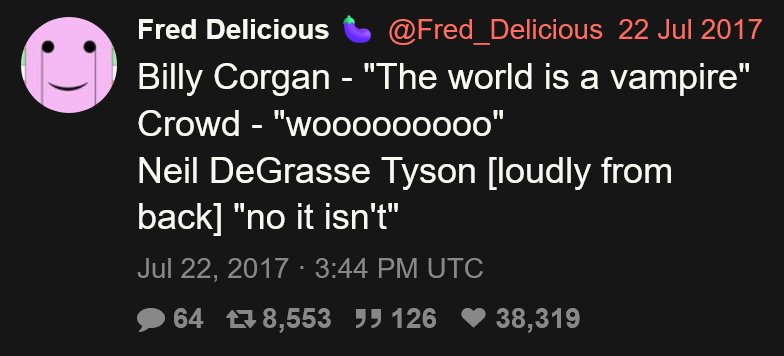 Fred Delicious 🍆 @Fred_Delicious 22 Jul 2017
Billy Corgan - "The world is a vampire"
Crowd - "wooooooooo"
Neil DeGrasse Tyson [loudly from
back] "no it isn't"
Jul 22, 2017 · 3:44 PM UTC
64 8,553 126 38,319